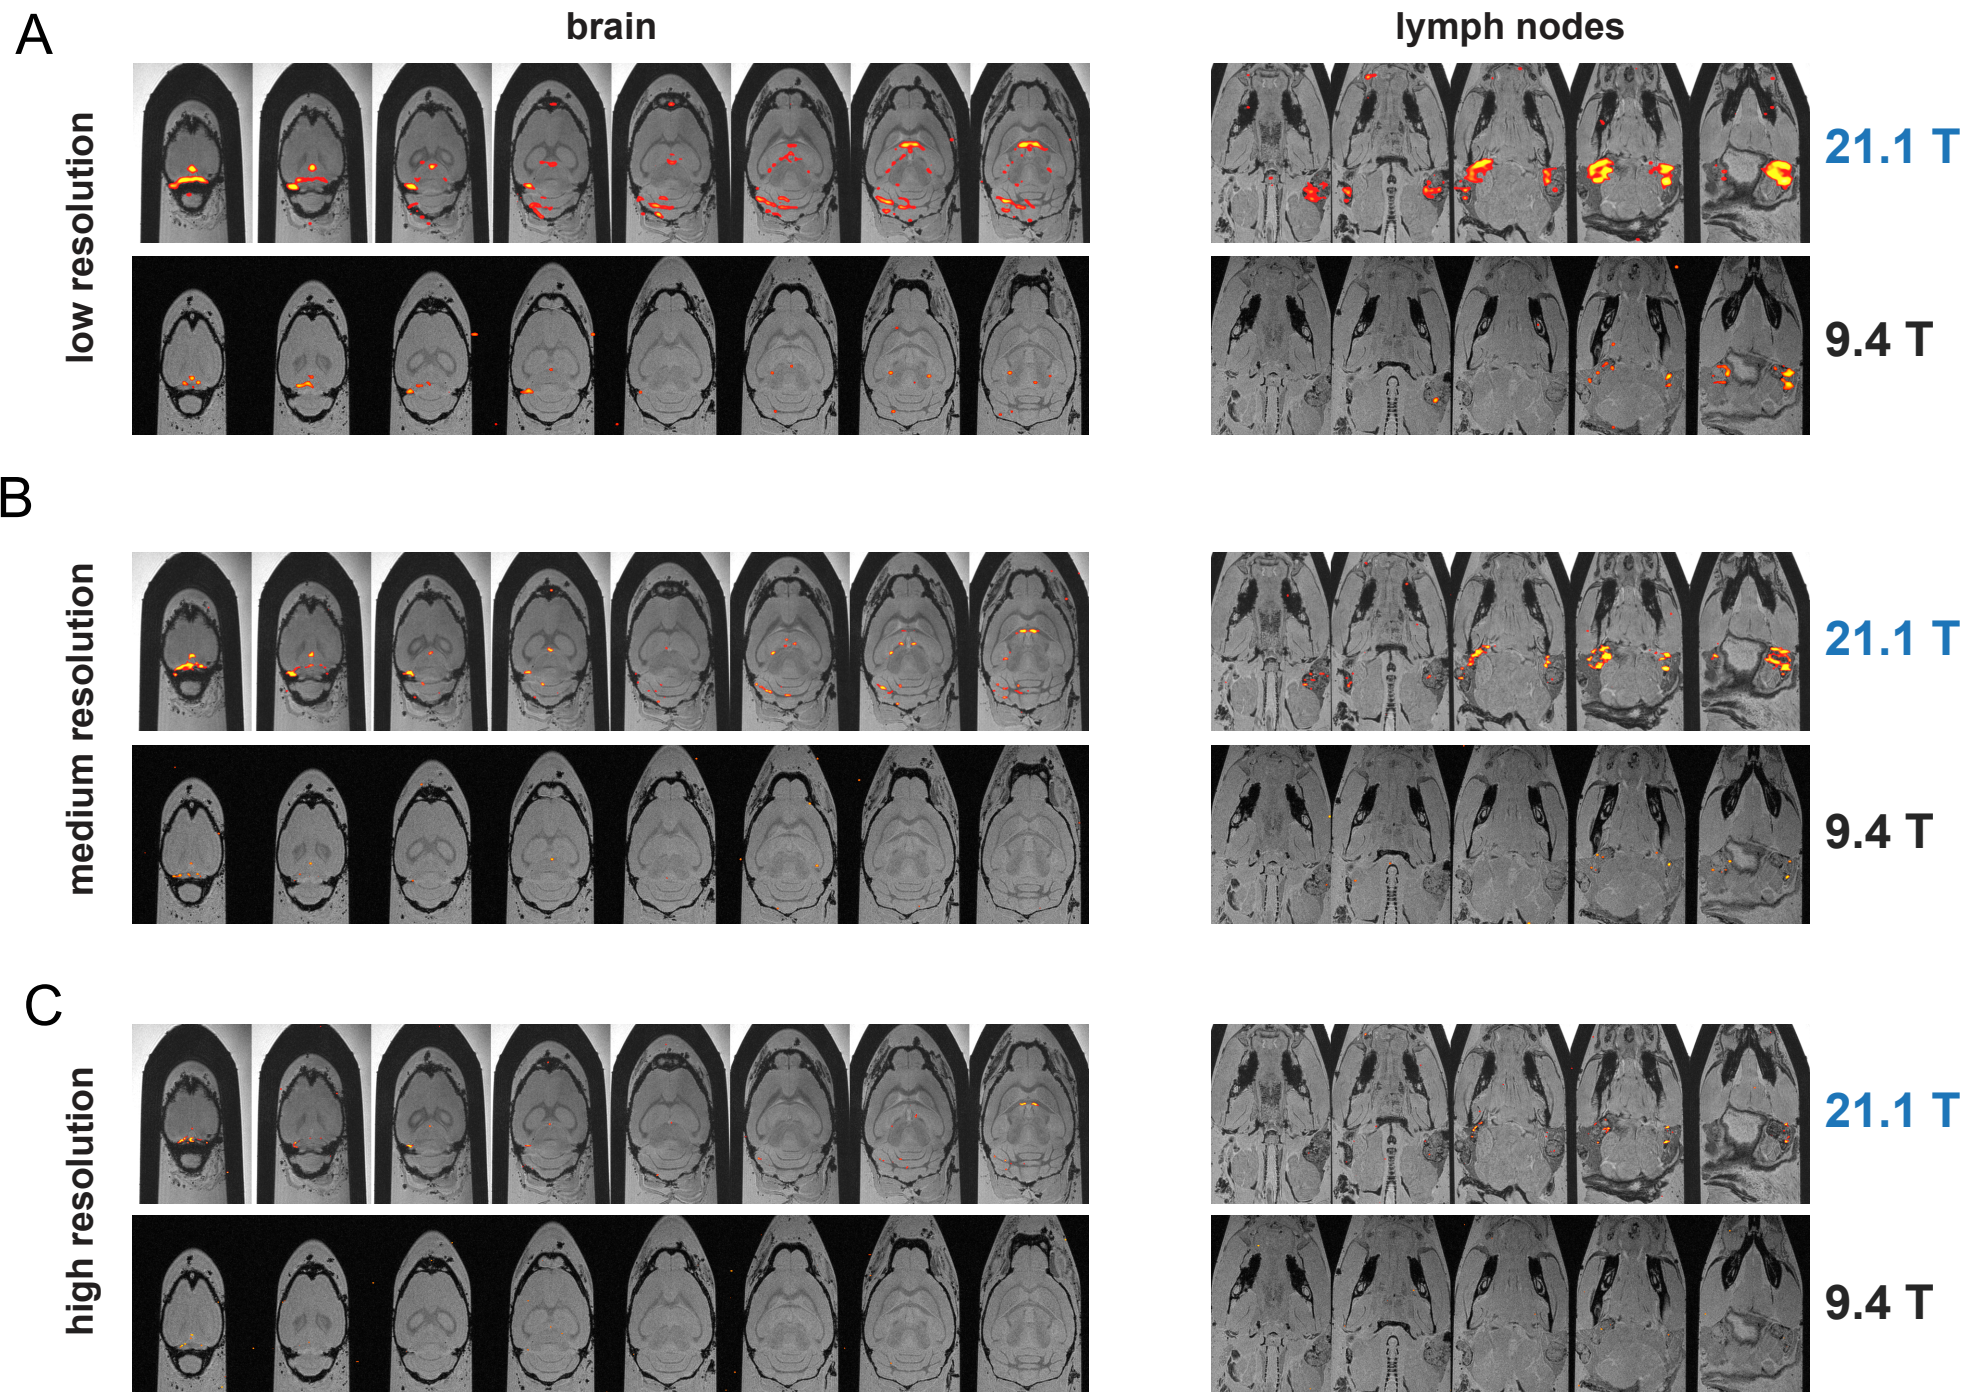 A
brain
lymph nodes
low resolution
21.1 T
9.4 T
B
medium resolution
21.1 T
9.4 T
C
high resolution
21.1 T
9.4 T